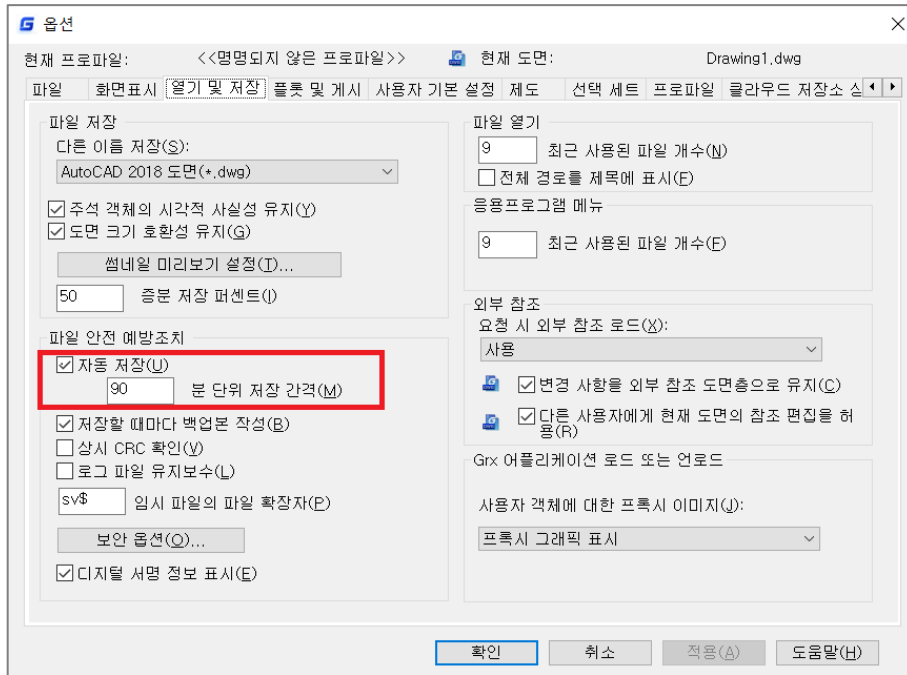 옵션
현재 프로파일: <<명명되지 않은 프로파일>> 현재 도면: Drawing1.dwg
파일 화면표시 열기 및 저장 플롯 및 게시 사용자 기본 설정 제도 선택 세트 프로파일 클라우드 저장소 싱
파일 저장
다른 이름 저장(S):
AutoCAD 2018 도면(*.dwg)
주석 객체의 시각적 사실성 유지(Y)
도면 크기 호환성 유지(G)
썸네일 미리보기 설정(T)...
50 증분 저장 퍼센트(I)
파일 안전 예방조치
자동 저장(U)
90 분 단위 저장 간격(M)
저장할 때마다 백업본 작성(B)
상시 CRC 확인(V)
로그 파일 유지보수(L)
sv$ 임시 파일의 파일 확장자(P)
보안 옵션(O)...
디지털 서명 정보 표시(E)
파일 열기
9 최근 사용된 파일 개수(N)
전체 경로를 제목에 표시(F)
응용프로그램 메뉴
9 최근 사용된 파일 개수(F)
외부 참조
요청 시 외부 참조 로드(X):
사용
변경 사항을 외부 참조 도면층으로 유지(C)
다른 사용자에게 현재 도면의 참조 편집을 허
용(R)
Grx 어플리케이션 로드 또는 언로드
사용자 객체에 대한 프록시 이미지(J):
프록시 그래픽 표시
확인 취소 적용(A) 도움말(H)